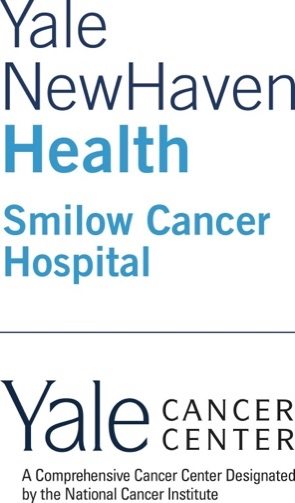 Yale
NewHaven
Health
Smilow Cancer
Hospital
Yale CANCER
CENTER
A Comprehensive Cancer Center Designated
by the National Cancer Institute